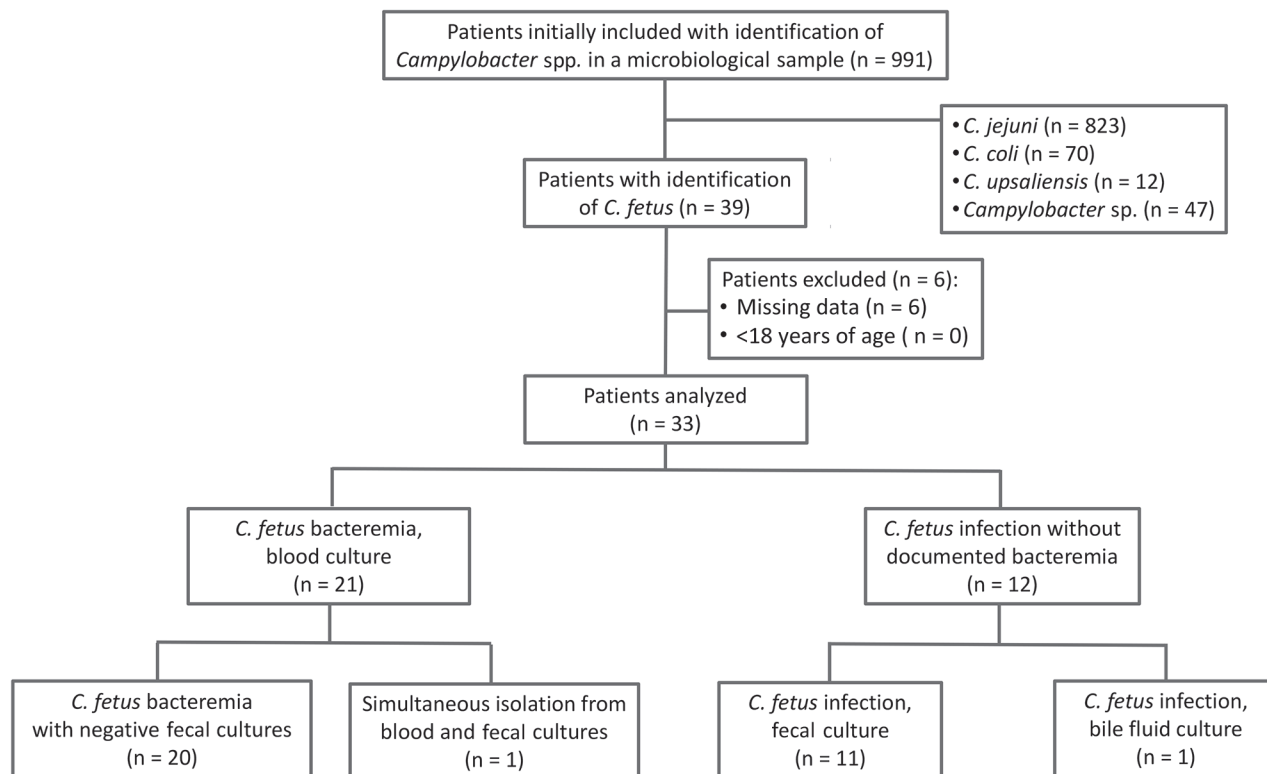 Patients initially included with identification of
Campylobacter spp. in a microbiological sample (n = 991)
• C. jejuni (n = 823)
• C. coli (n = 70)
• C. upsaliensis (n = 12)
• Campylobacter sp. (n = 47)
Patients with identification
of C. fetus (n = 39)
Patients excluded (n = 6):
• Missing data (n = 6)
• <18 years of age ( n = 0)
Patients analyzed
(n = 33)
C. fetus bacteremia,
blood culture
(n = 21)
C. fetus infection without
documented bacteremia
(n = 12)
C. fetus bacteremia
with negative fecal cultures
(n = 20)
Simultaneous isolation from
blood and fecal cultures
(n = 1)
C. fetus infection,
fecal culture
(n = 11)
C. fetus infection,
bile fluid culture
(n = 1)